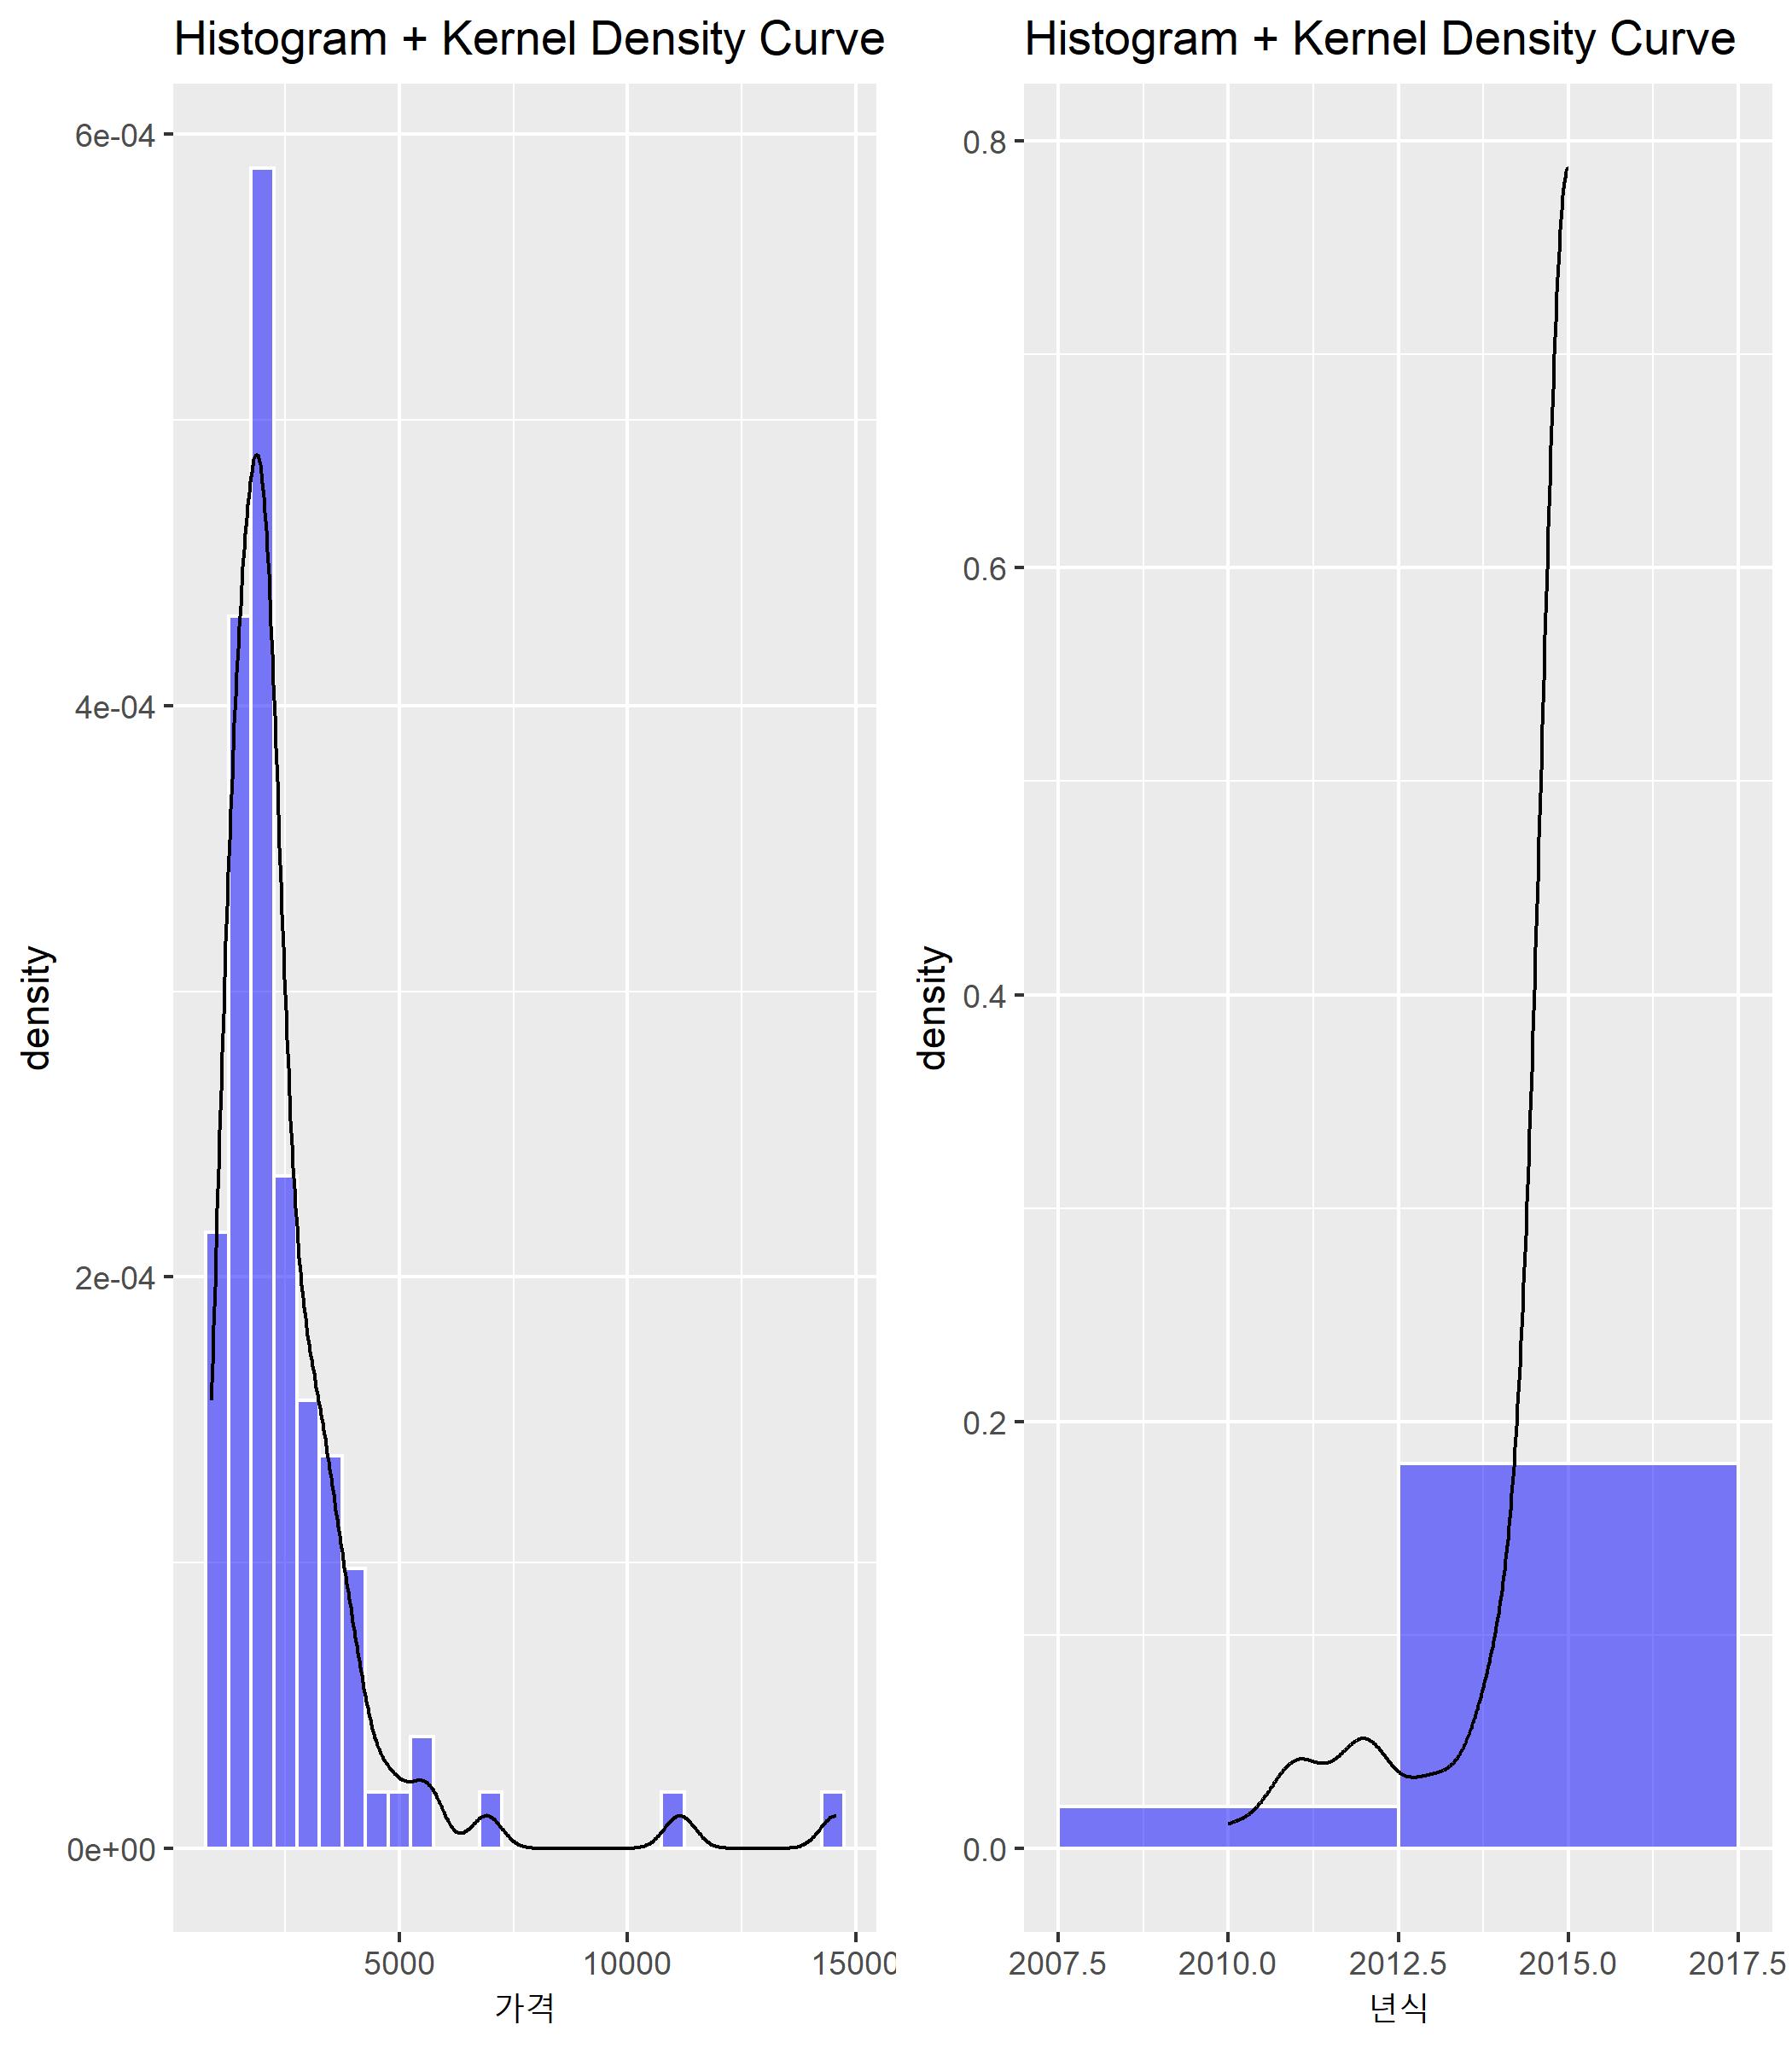 Histogram + Kernel Density Curve
6e-04
4e-04
2e-04
0e+00
density
5000
10000
15000
가격
Histogram + Kernel Density Curve
0.8
0.6
0.4
0.2
0.0
density
2007.5
2010.0
2012.5
2015.0
2017.5
년식